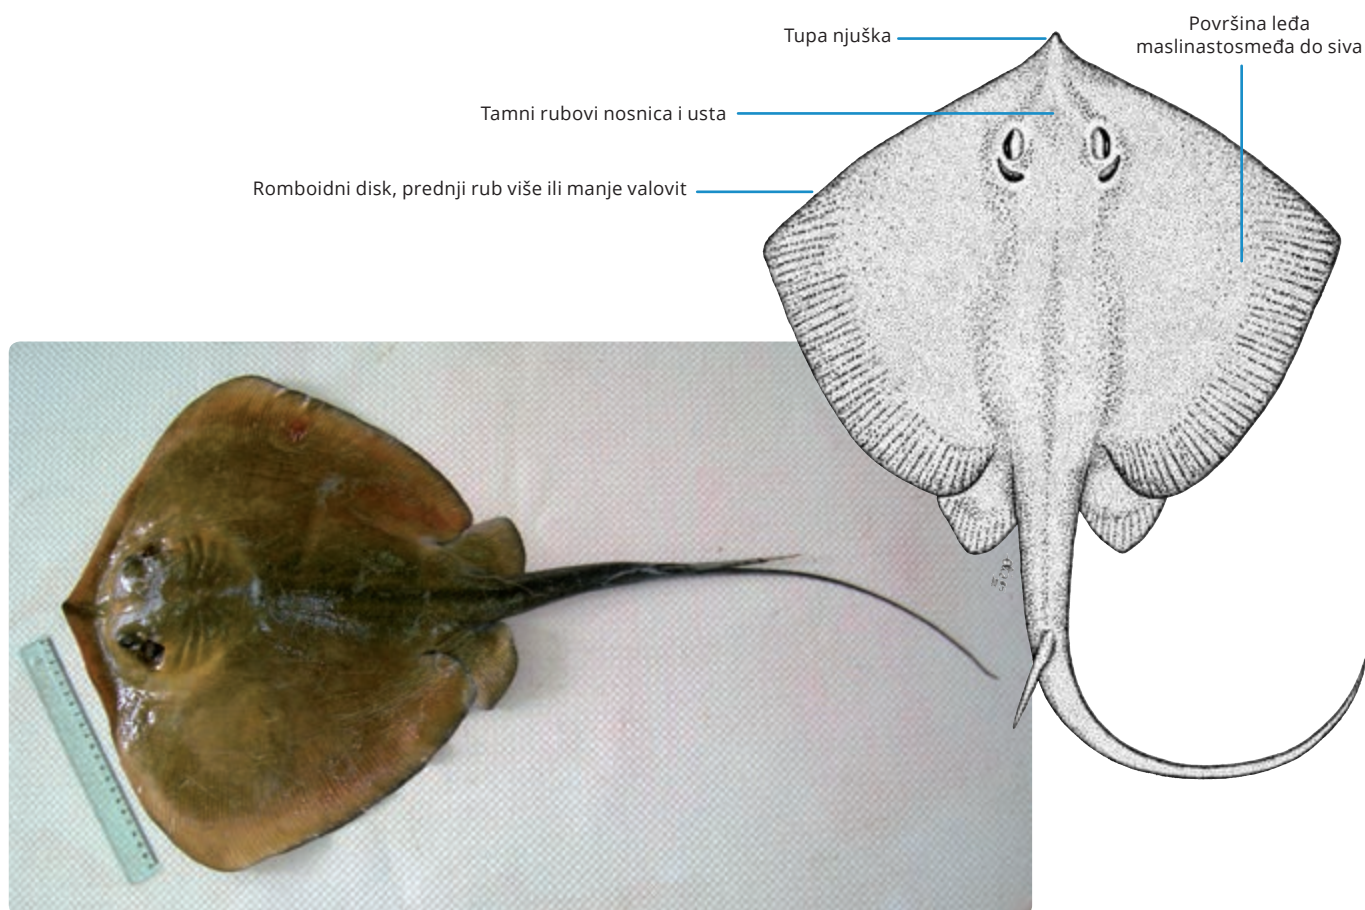 Tupa njuška
Površina leđa
maslinastosmeđa do siva
Tamni rubovi nosnica i usta
Romboidni disk, prednji rub više ili manje valovit